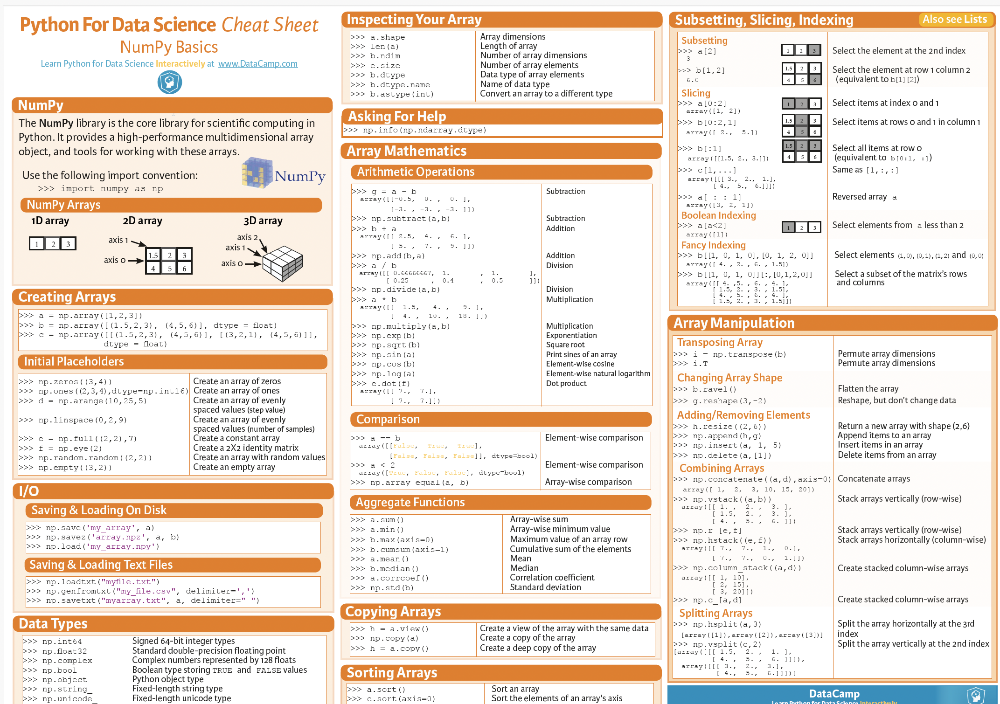 Python For Data Science Cheat Sheet
NumPy Basics
Learn Python for Data Science Interactively at www.DataCamp.com
NumPy
2
The NumPy library is the core library for scientific computing in
Python. It provides a high-performance multidimensional array
object, and tools for working with these arrays.
Use the following import convention:
>>> import numpy as np
NumPy
NumPy Arrays
1D array
2D array
3D array
1 2 3
axis 1
axis 0
1.5 2 3
4 5 6
axis 2
axis 1
axis 0
Creating Arrays
>>> a = np.array([1,2,3])
>>> b = np.array([(1.5,2,3), (4,5,6)], dtype = float)
>>> c = np.array([[(1.5,2,3), (4,5,6)], [(3,2,1), (4,5,6)]],
dtype = float)
Initial Placeholders
>>> np.zeros((3,4)) Create an array of zeros
>>> np.ones((2,3,4),dtype=np.int16) Create an array of ones
>>> d = np.arange(10,25,5) Create an array of evenly
spaced values (step value)
>>> np.linspace(0,2,9) Create an array of evenly
spaced values (number of samples)
>>> e = np.full((2,2),7) Create a constant array
>>> f = np.eye(2) Create a 2X2 identity matrix
>>> np.random.random((2,2)) Create an array with random values
>>> np.empty((3,2)) Create an empty array
I/O
Saving & Loading On Disk
>>> np.save('my_array', a)
>>> np.savez('array.npz', a, b)
>>> np.load('my_array.npy')
Saving & Loading Text Files
>>> np.loadtxt("myfile.txt")
>>> np.genfromtxt("my_file.csv", delimiter=',')
>>> np.savetxt("myarray.txt", a, delimiter=" ")
Data Types
>>> np.int64 Signed 64-bit integer types
>>> np.float32 Standard double-precision floating point
>>> np.complex Complex numbers represented by 128 floats
>>> np.bool Boolean type storing TRUE and FALSE values
>>> np.object Python object type
>>> np.string_ Fixed-length string type
>>> np.unicode_ Fixed-length unicode type
Inspecting Your Array
>>> a.shape Array dimensions
>>> len(a) Length of array
>>> b.ndim Number of array dimensions
>>> e.size Number of array elements
>>> b.dtype Data type of array elements
>>> b.dtype.name Name of data type
>>> b.astype(int) Convert an array to a different type
Asking For Help
>>> np.info(np.ndarray.dtype)
Array Mathematics
Arithmetic Operations
>>> g = a - b Subtraction
array([[-0.5, 0. , 0. ],
[-3. , -3. , -3. ]])
>>> np.subtract(a,b) Subtraction
>>> b + a Addition
array([[ 2.5, 4. , 6. ],
[ 5. , 7. , 9. ]])
>>> np.add(b,a) Addition
>>> a / b Division
array([[ 0.66666667, 1. , 1. ],
[ 0.25 , 0.4 , 0.5 ]])
>>> np.divide(a,b) Division
>>> a * b Multiplication
array([[ 1.5, 4. , 9. ],
[ 4. , 10. , 18. ]])
>>> np.multiply(a,b) Multiplication
>>> np.exp(b) Exponentiation
>>> np.sqrt(b) Square root
>>> np.sin(a) Print sines of an array
>>> np.cos(b) Element-wise cosine
>>> np.log(a) Element-wise natural logarithm
>>> e.dot(f) Dot product
array([[ 7., 7.],
[ 7., 7.]])
Comparison
>>> a == b Element-wise comparison
array([[False, True, True],
[False, False, False]], dtype=bool)
>>> a < 2 Element-wise comparison
array([True, False, False], dtype=bool)
>>> np.array_equal(a, b) Array-wise comparison
Aggregate Functions
>>> a.sum() Array-wise sum
>>> a.min() Array-wise minimum value
>>> b.max(axis=0) Maximum value of an array row
>>> b.cumsum(axis=1) Cumulative sum of the elements
>>> a.mean() Mean
>>> b.median() Median
>>> a.corrcoef() Correlation coefficient
>>> np.std(b) Standard deviation
Copying Arrays
>>> h = a.view() Create a view of the array with the same data
>>> np.copy(a) Create a copy of the array
>>> h = a.copy() Create a deep copy of the array
Sorting Arrays
>>> a.sort() Sort an array
>>> c.sort(axis=0) Sort the elements of an array's axis
Subsetting, Slicing, Indexing Also see Lists
Subsetting
>>> a[2] 1 2 3 Select the element at the 2nd index
3
>>> b[1,2] 1.5 2 3 Select the element at row 1 column 2
6.0 4 5 6 (equivalent to b[1][2])
Slicing
>>> a[0:2] 1 2 3 Select items at index 0 and 1
array([1, 2])
>>> b[0:2,1] 1.5 2 3 Select items at rows 0 and 1 in column 1
array([ 2., 5.]) 4 5 6
>>> b[:1] 1.5 2 3 Select all items at row 0
array([[1.5, 2., 3.]]) 4 5 6 (equivalent to b[0:1, :])
>>> c[1,...] Same as [1,:,:]
array([[[ 3., 2., 1.],
[ 4., 5., 6.]]])
>>> a[ : :-1] Reversed array a
array([3, 2, 1])
Boolean Indexing
>>> a[a<2] 1 2 3 Select elements from a less than 2
array([1])
Fancy Indexing
>>> b[[1, 0, 1, 0],[0, 1, 2, 0]] Select elements (1,0),(0,1),(1,2) and (0,0)
array([ 4. , 2. , 6. , 1.5])
>>> b[[1, 0, 1, 0]][:,[0,1,2,0]] Select a subset of the matrix's rows
and columns
array([[ 4. ,5. , 6. , 4. ],
[ 1.5, 2. , 3. , 1.5],
[ 4. , 5. , 6. , 4. ],
[ 1.5, 2. , 3. , 1.5]])
Array Manipulation
Transposing Array
>>> i = np.transpose(b) Permute array dimensions
>>> i.T Permute array dimensions
Changing Array Shape
>>> b.ravel() Flatten the array
>>> g.reshape(3,-2) Reshape, but don't change data
Adding/Removing Elements
>>> h.resize((2,6)) Return a new array with shape (2,6)
>>> np.append(h,g) Append items to an array
>>> np.insert(a, 1, 5) Insert items in an array
>>> np.delete(a,[1]) Delete items from an array
Combining Arrays
>>> np.concatenate((a,d),axis=0) Concatenate arrays
array([ 1, 2, 3, 10, 15, 20])
>>> np.vstack((a,b)) Stack arrays vertically (row-wise)
array([[ 1. , 2. , 3. ],
[ 1.5, 2. , 3. ],
[ 4. , 5. , 6. ]])
>>> np.r_[e,f] Stack arrays vertically (row-wise)
>>> np.hstack((e,f)) Stack arrays horizontally (column-wise)
array([[ 7., 7., 1., 0.],
[ 7., 7., 0., 1.]])
>>> np.column_stack((a,d)) Create stacked column-wise arrays
array([[ 1, 10],
[ 2, 15],
[ 3, 20]])
>>> np.c_[a,d] Create stacked column-wise arrays
Splitting Arrays
>>> np.hsplit(a,3) Split the array horizontally at the 3rd
index
[array([1]),array([2]),array([3])]
>>> np.vsplit(c,2) Split the array vertically at the 2nd index
[array([[[ 1.5, 2. , 1. ],
[ 4. , 5. , 6. ]]]),
array([[[ 3., 2., 3.],
[ 4., 5., 6.]]])]
DataCamp
Learn Python for Data Science Interactively